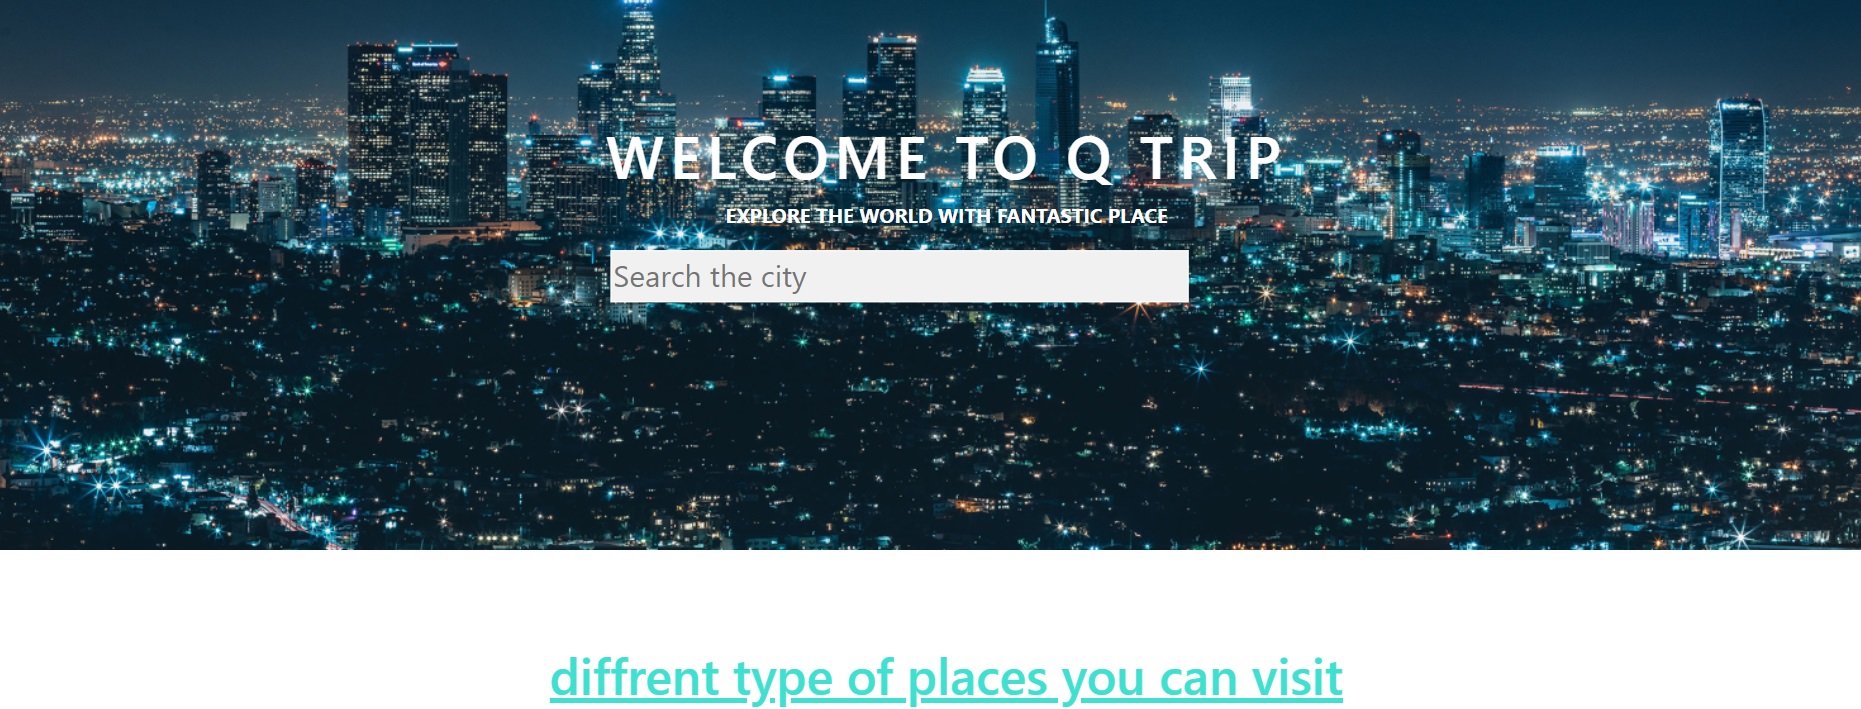 WELCOME TO Q TRIP
EXPLORE THE WORLD WITH FANTASTIC PLACE
Search the city
diffrent type of places you can visit